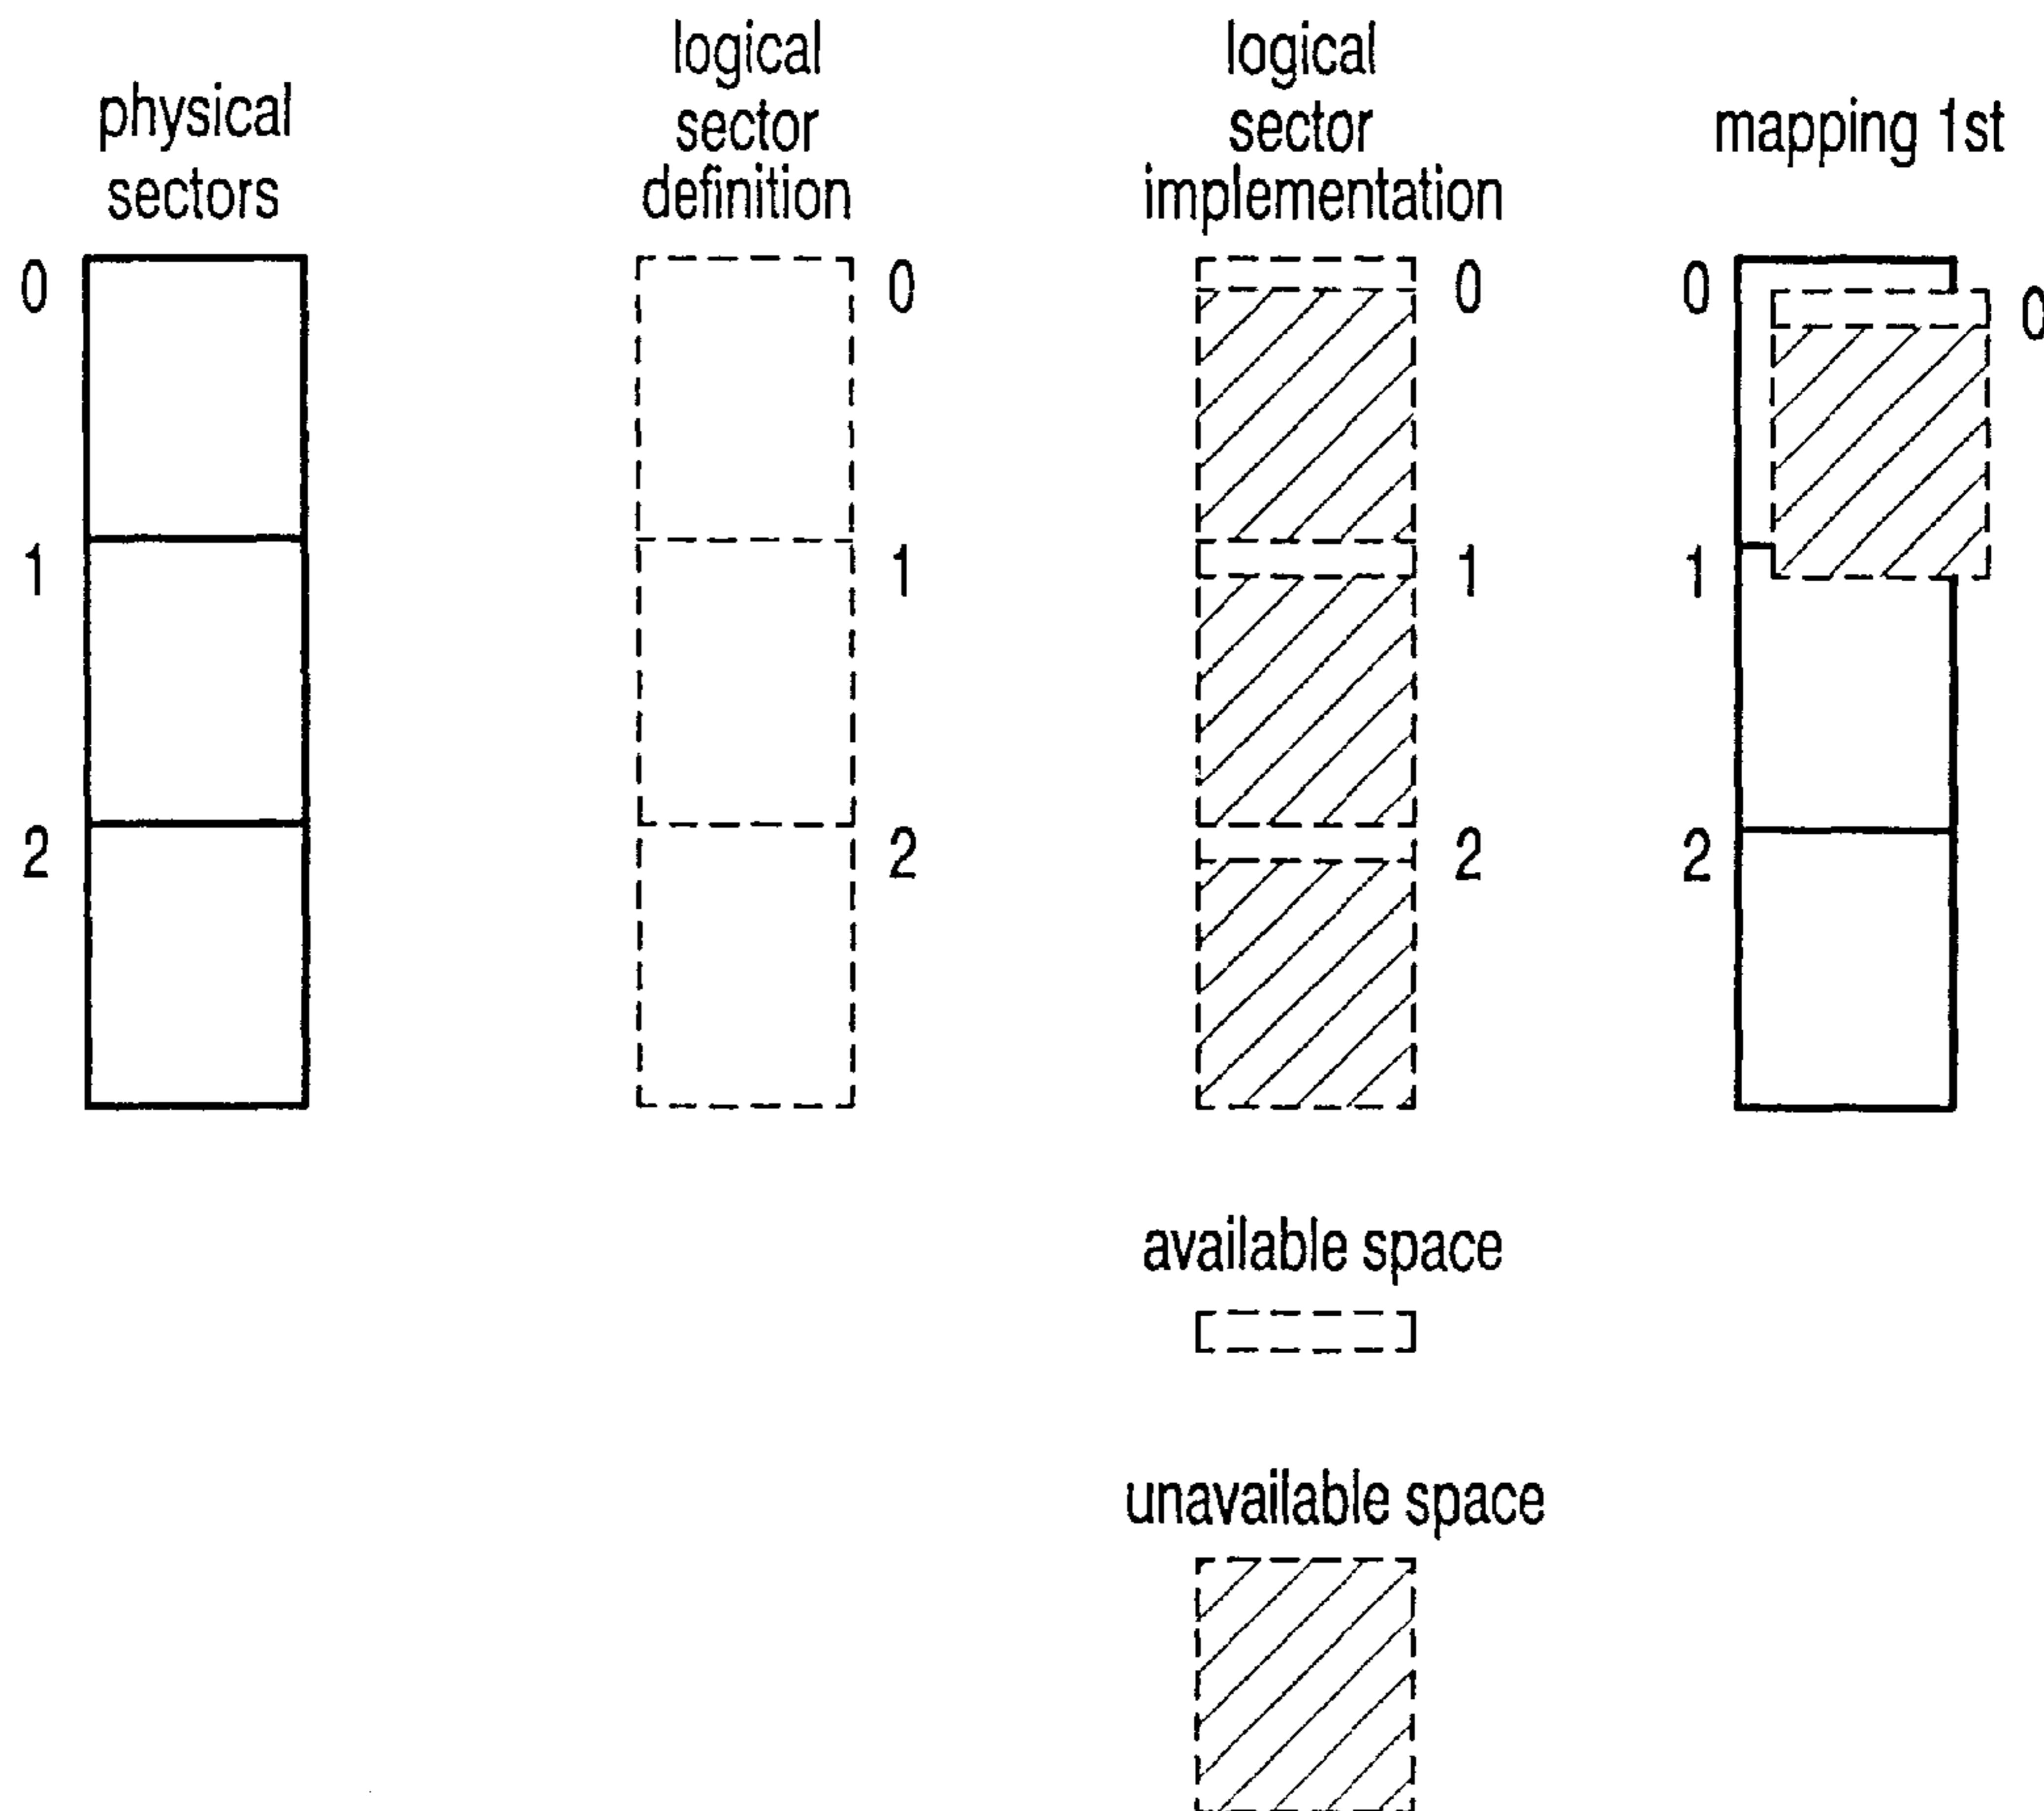 physical
sectors
logical
sector
definition
logical
sector
implementation
mapping 1st
0
0
0
0
0
1
1
1
1
2
2
2
2
available space
unavailable space